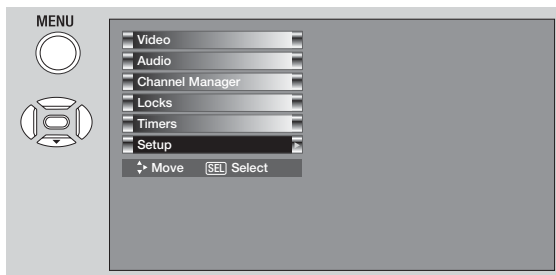 MENU
Video
Audio
Channel Manager
Locks
Timers
Setup
Move SEL Select